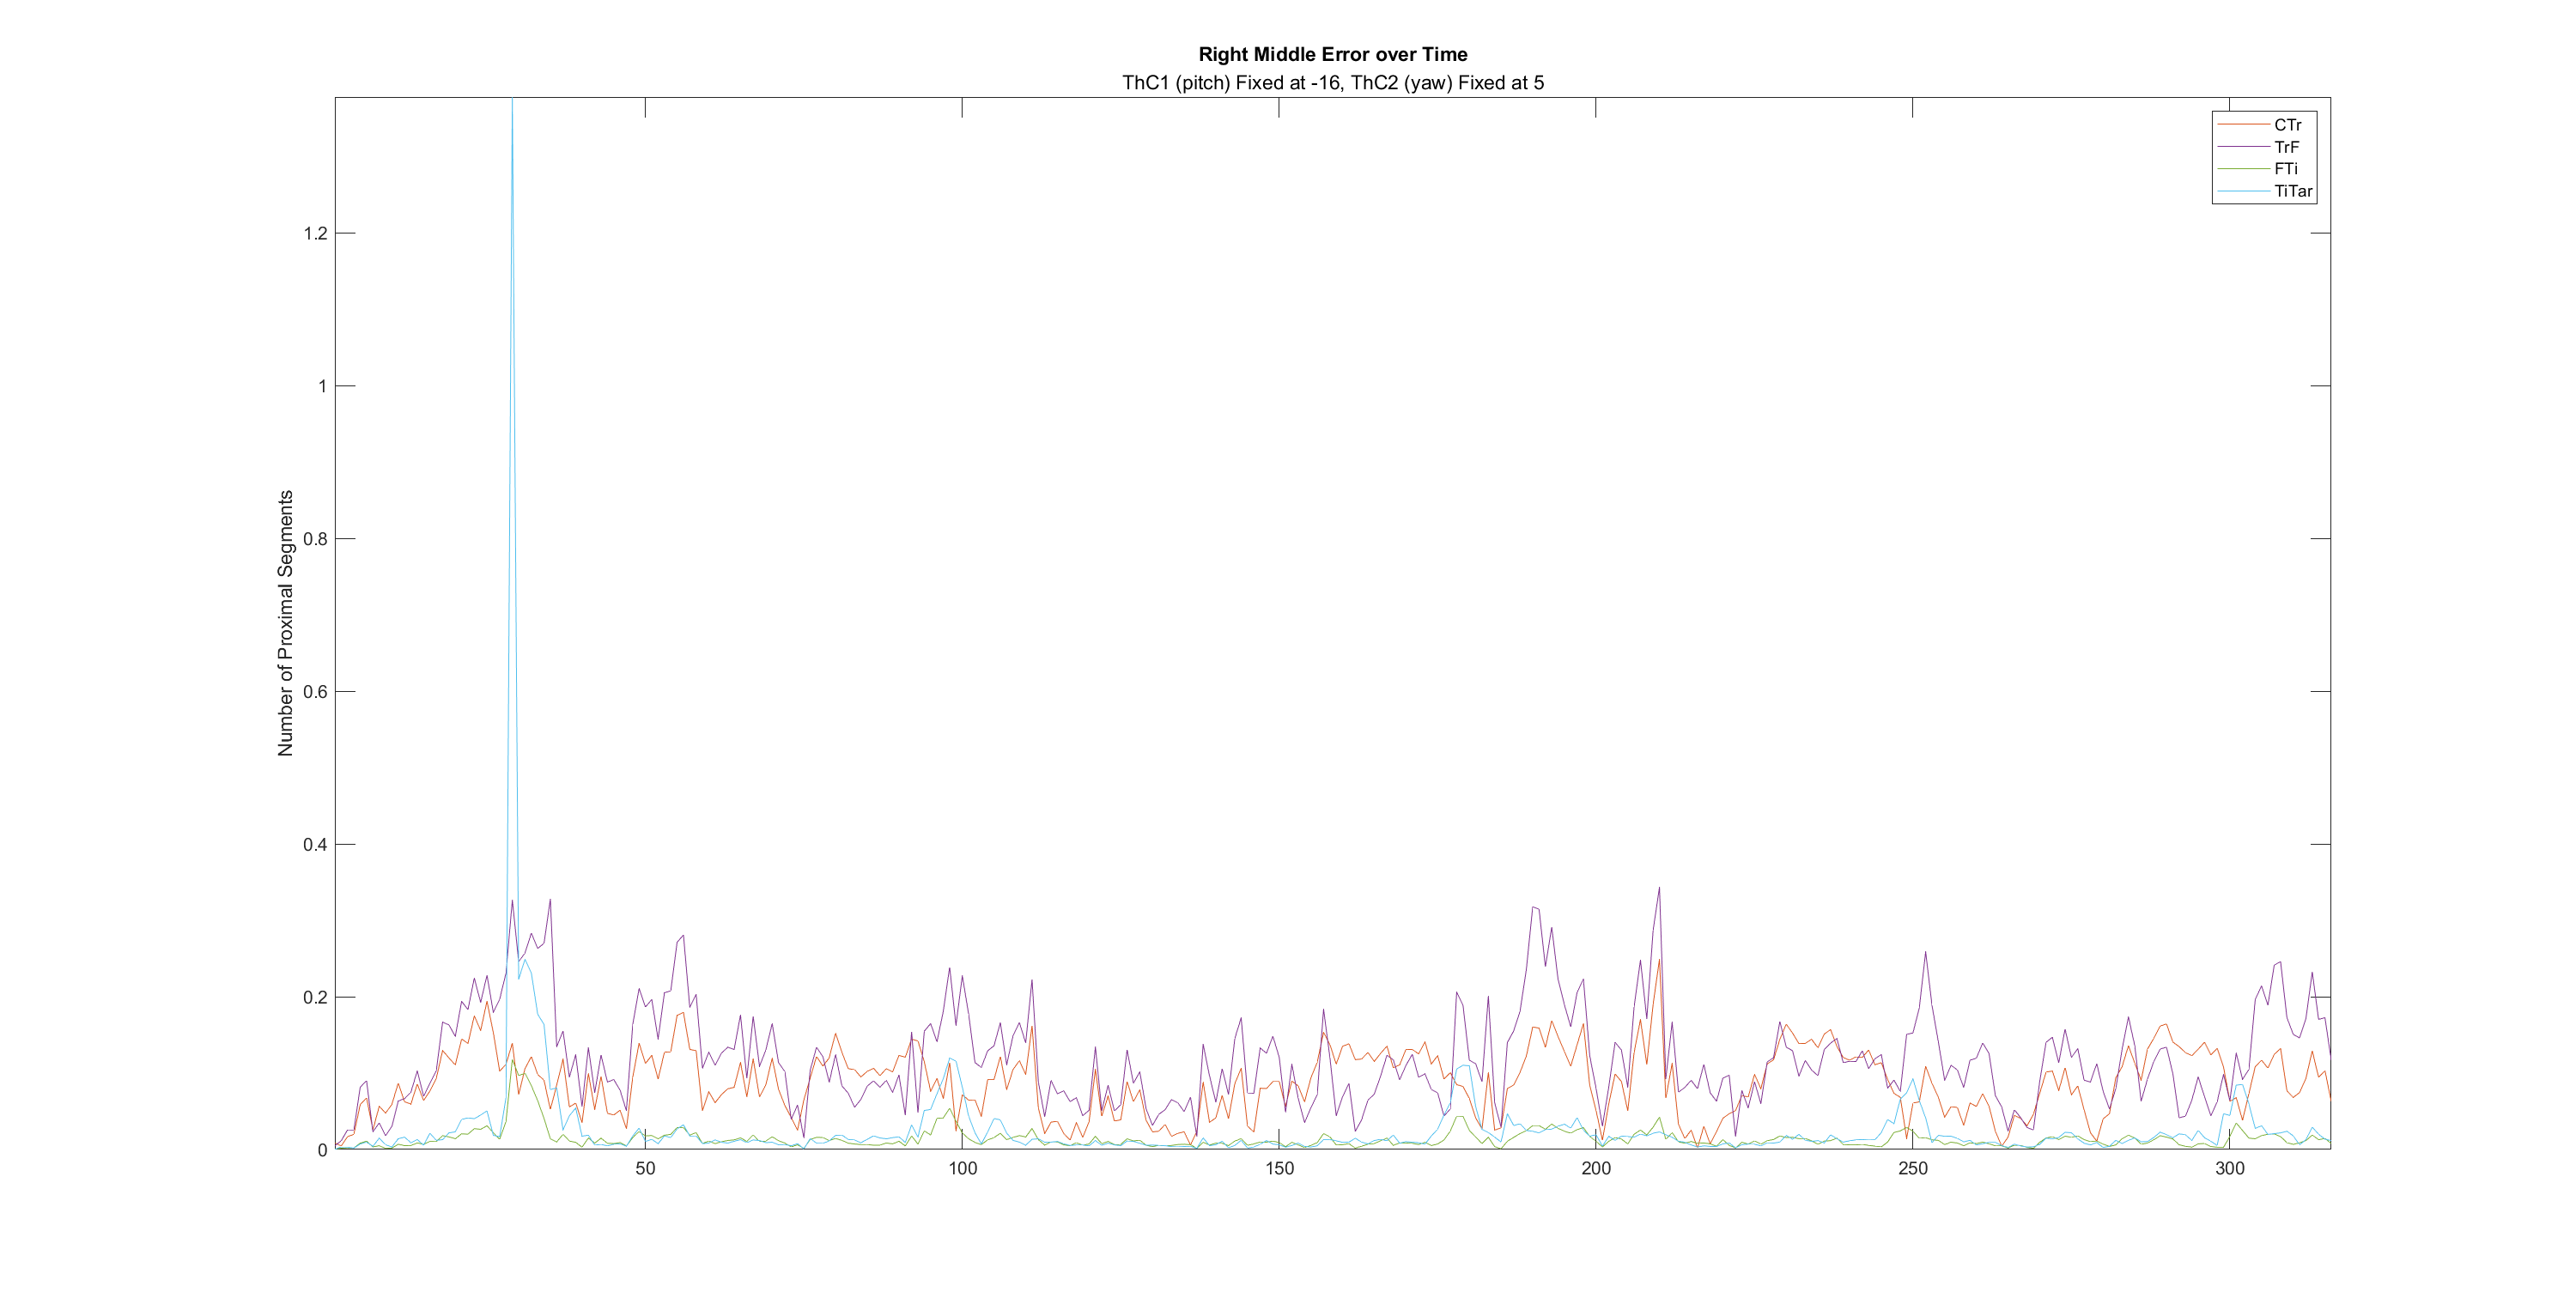 Right Middle Error over Time
ThC1 (pitch) Fixed at -16, ThC2 (yaw) Fixed at 5
CTr
TrF
FTi
TiTar
Number of Proximal Segments
1.2
1
0.8
0.6
0.4
0.2
0
50 100 150 200 250 300